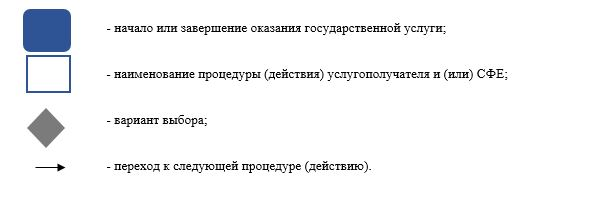 - начало или завершение оказания государственной услуги;
- наименование процедуры (действия) услугополучателя и (или) СФЕ;
- вариант выбора;
- переход к следующей процедуре (действию).